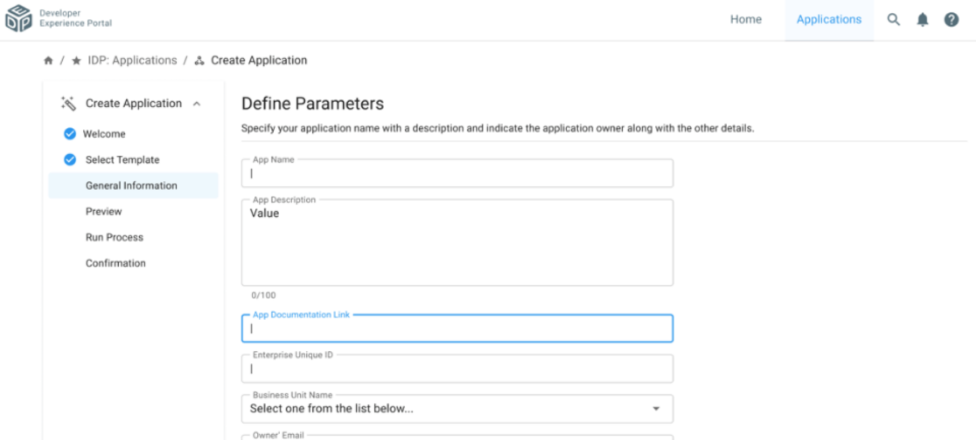 Developer
Experience Portal
Home
Applications
/ IDP: Applications / Create Application
Create Application
Welcome
Select Template
General Information
Preview
Run Process
Confirmation
Define Parameters
Specify your application name with a description and indicate the application owner along with the other details.
App Name
App Description
Value
0/100
App Documentation Link
Enterprise Unique ID
Business Unit Name
Select one from the list below...
Owner' Email